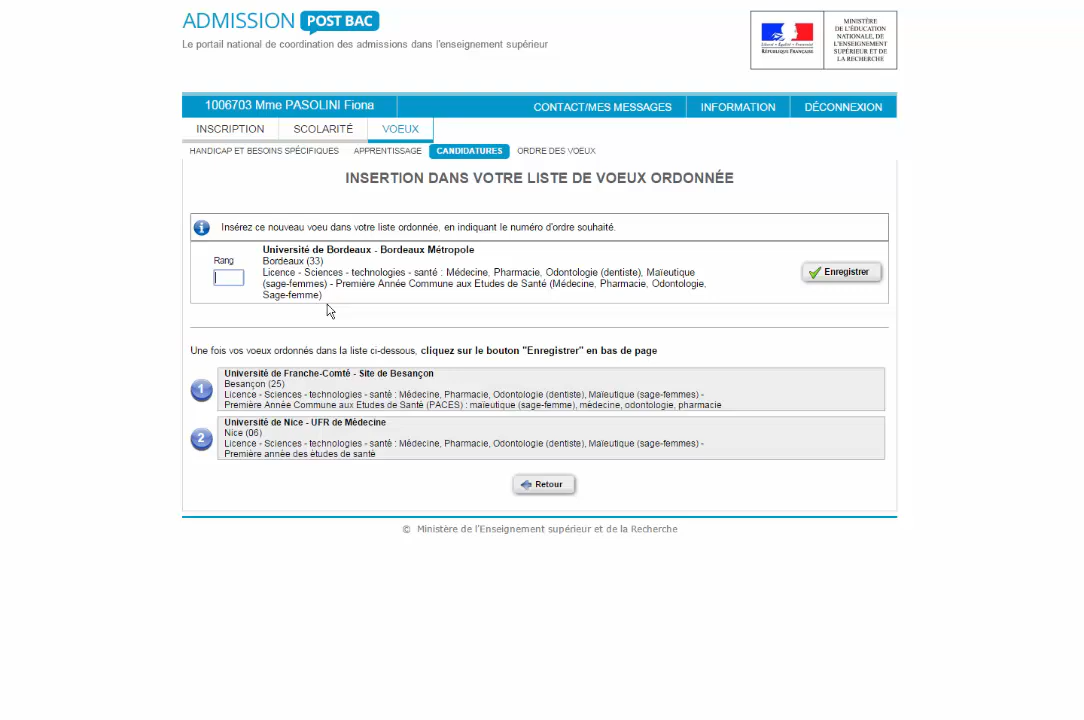 ADMISSION POST BAC
Le portail national de coordination des admissions dans l'enseignement supérieur
Liberté • Égalité • Fraternité
RÉPUBLIQUE FRANÇAISE
MINISTÈRE
DE L'ÉDUCATION
NATIONALE, DE
L'ENSEIGNEMENT
SUPÉRIEUR ET DE
LA RECHERCHE
1006703 Mme PASOLINI Fiona
CONTACT/MES MESSAGES
INFORMATION
DÉCONNEXION
INSCRIPTION
SCOLARITÉ
VOEUX
HANDICAP ET BESOINS SPÉCIFIQUES
APPRENTISSAGE
CANDIDATURES
ORDRE DES VOEUX
INSERTION DANS VOTRE LISTE DE VOEUX ORDONNÉE
Insérez ce nouveau voeu dans votre liste ordonnée, en indiquant le numéro d'ordre souhaité.
Rang
Université de Bordeaux - Bordeaux Métropole
Bordeaux (33)
Licence - Sciences - technologies - santé : Médecine, Pharmacie, Odontologie (dentiste), Maïeutique
(sage-femmes) - Première Année Commune aux Etudes de Santé (Médecine, Pharmacie, Odontologie,
Sage-femme)
Enregistrer
Une fois vos voeux ordonnés dans la liste ci-dessous, cliquez sur le bouton "Enregistrer" en bas de page
1
Université de Franche-Comté - Site de Besançon
Besançon (25)
Licence - Sciences - technologies - santé : Médecine, Pharmacie, Odontologie (dentiste), Maïeutique (sage-femmes) -
Première Année Commune aux Etudes de Santé (PACES) : maïeutique (sage-femme), médecine, odontologie, pharmacie
2
Université de Nice - UFR de Médecine
Nice (06)
Licence - Sciences - technologies - santé : Médecine, Pharmacie, Odontologie (dentiste), Maïeutique (sage-femmes) -
Première année des études de santé
Retour
© Ministère de l'Enseignement supérieur et de la Recherche